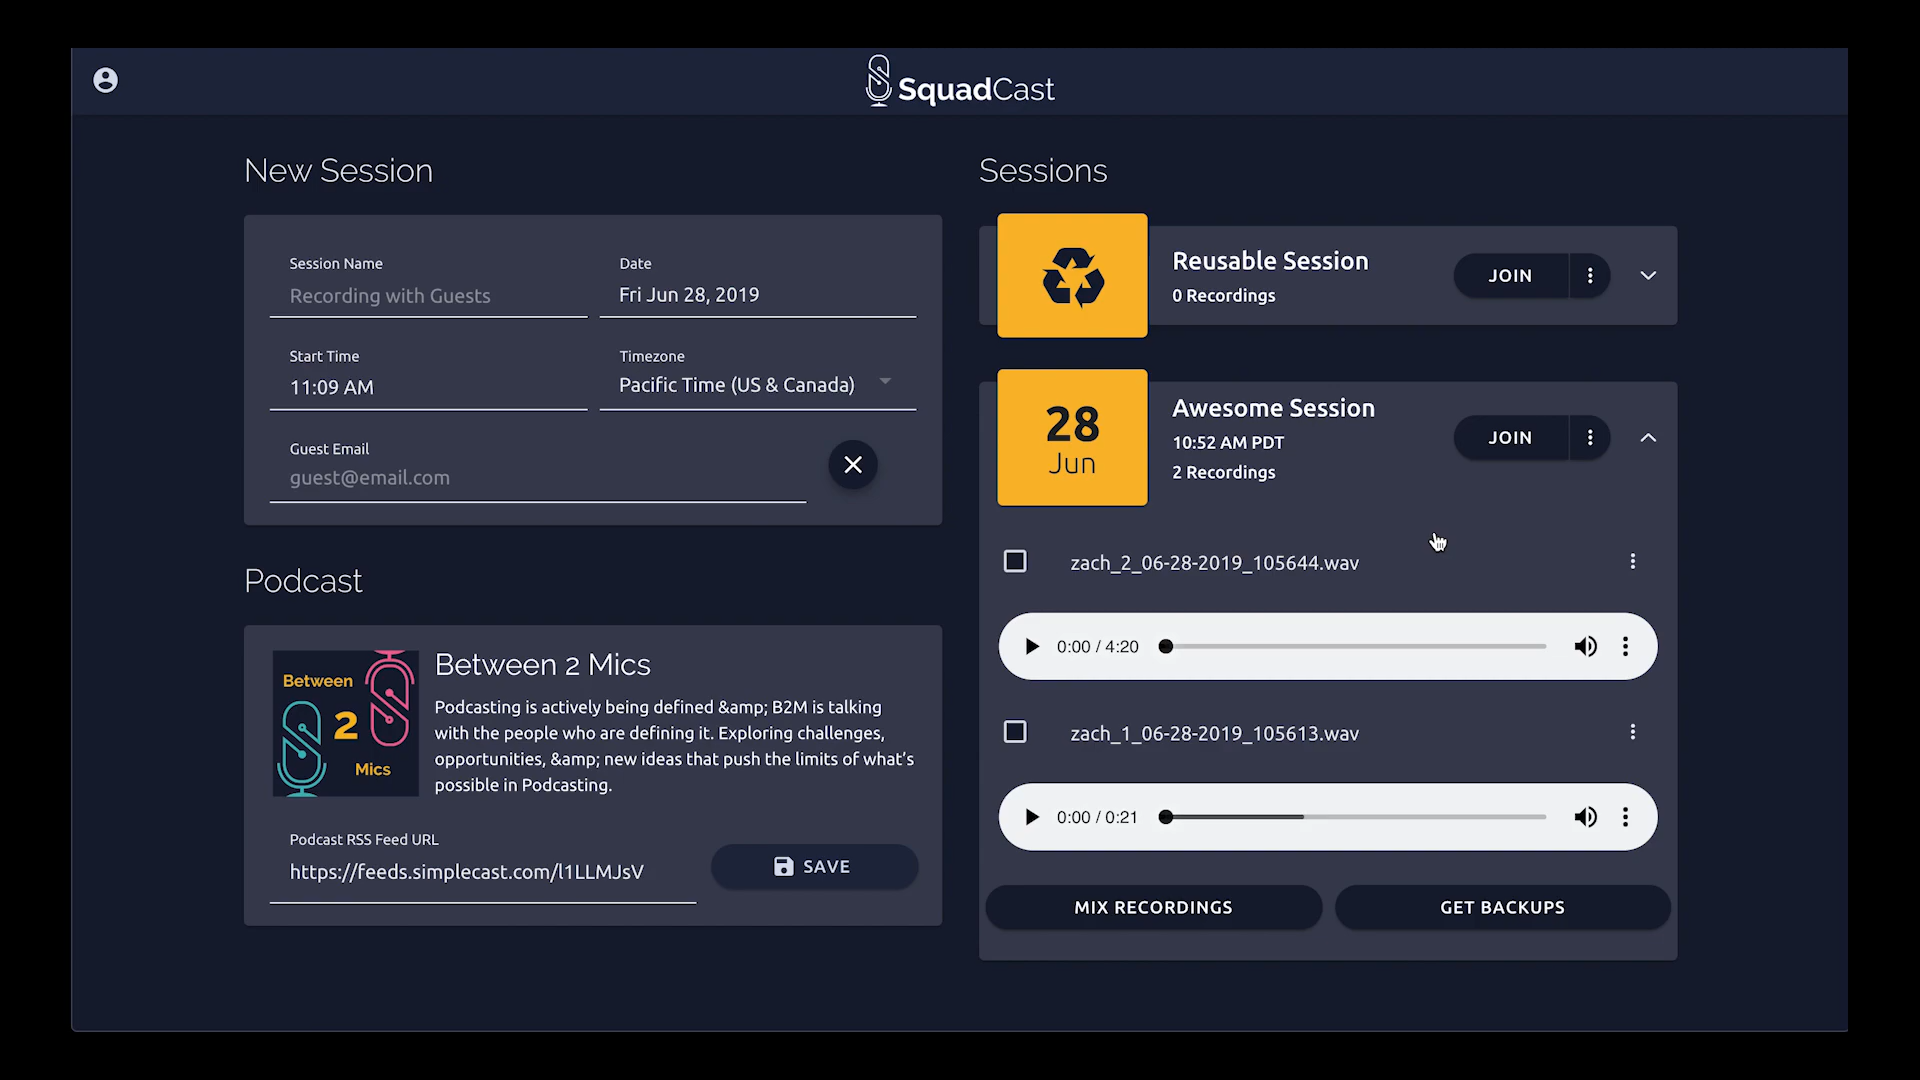 SquadCast
New Session
Session Name
Recording with Guests
Date
Fri Jun 28, 2019
Start Time
11:09 AM
Timezone
Pacific Time (US & Canada)
Guest Email
guest@email.com
Podcast
Between
2
Mics
Between 2 Mics
Podcasting is actively being defined &amp; B2M is talking
with the people who are defining it. Exploring challenges,
opportunities, &amp; new ideas that push the limits of what's
possible in Podcasting.
Podcast RSS Feed URL
https://feeds.simplecast.com/l1LLMJsV
SAVE
Sessions
Reusable Session
0 Recordings
JOIN
28
Jun
Awesome Session
10:52 AM PDT
2 Recordings
JOIN
zach_2_06-28-2019_105644.wav
0:00 / 4:20
zach_1_06-28-2019_105613.wav
0:00 / 0:21
MIX RECORDINGS
GET BACKUPS